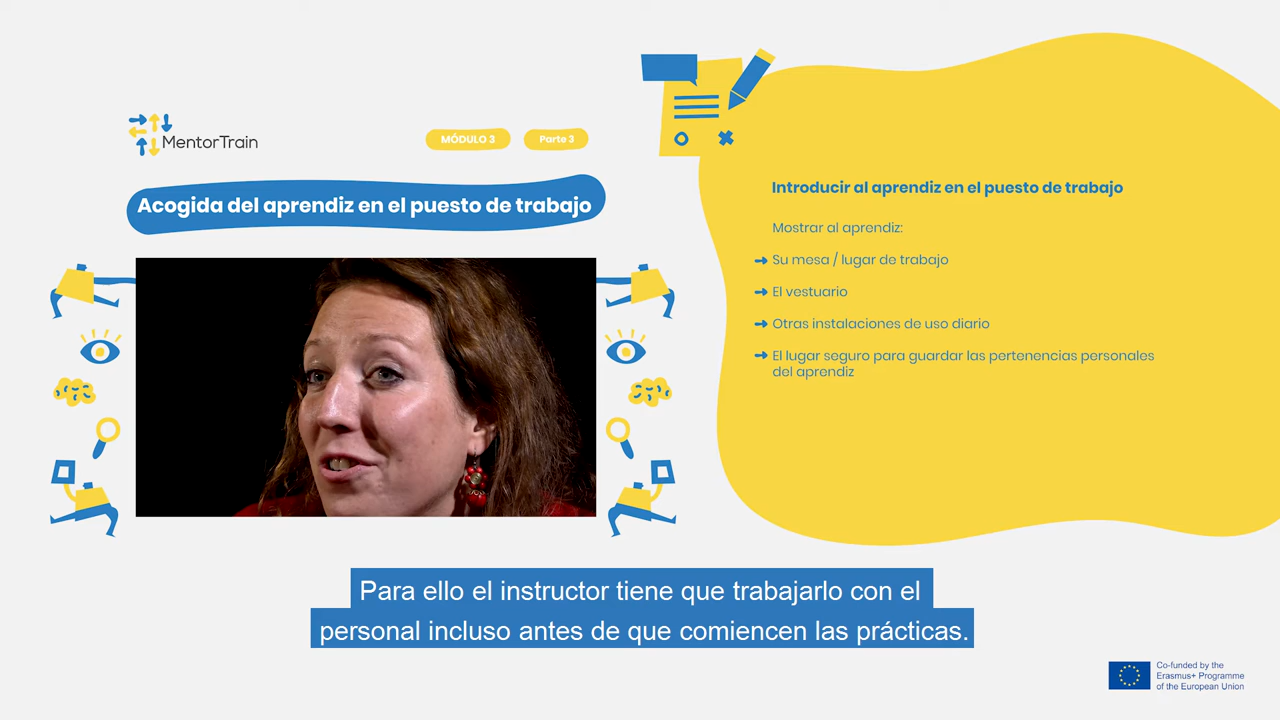 MentorTrain
MÓDULO 3
Parte 3
Acogida del aprendiz en el puesto de trabajo
Introducir al aprendiz en el puesto de trabajo
Mostrar al aprendiz:
Su mesa / lugar de trabajo
El vestuario
Otras instalaciones de uso diario
El lugar seguro para guardar las pertenencias personales
del aprendiz
Para ello el instructor tiene que trabajarlo con el
personal incluso antes de que comiencen las prácticas.
Co-funded by the
Erasmus+ Programme
of the European Union